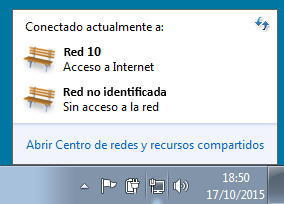 Conectado actualmente a:
Red 10
Acceso a Internet
Red no identificada
Sin acceso a la red
Abrir Centro de redes y recursos compartidos
18:50
17/10/2015